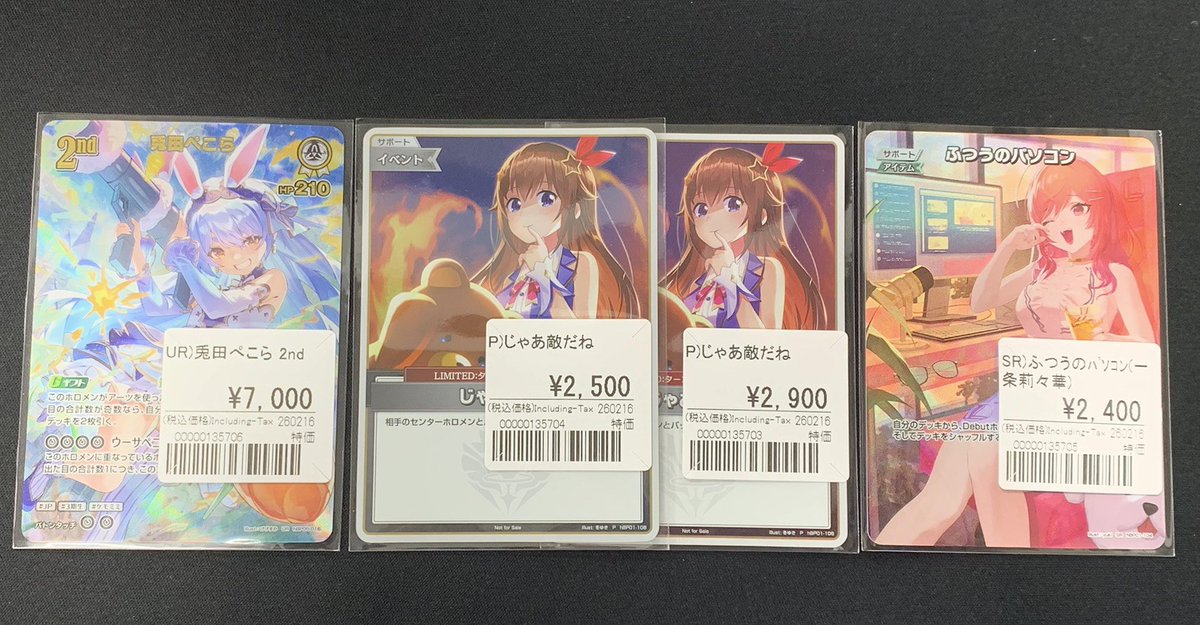 2nd
兎田ぺこら
HP210
ギフト
このホロメンがアーツを使っ
目の合計数が奇数なら、自分
デッキを2枚引く。
ウーサペ
このホロメンに重なっているホ
出た目の合計数1につき、この
#JP #3期生 #ケモミミ
バトンタッチ
UR)兎田ぺこら 2nd
¥7,000
(税込価格)Including-Tax 260216
00000135706 特価
サポート
イベント
LIMITED:タ
じゃ
相手のセンターホロメンと
Not for Sale
P hBP01-108
P)じゃあ敵だね
¥2,500
(税込価格)Including-Tax 260216
00000135704 特価
Not for Sale
P hBP01-108
P)じゃあ敵だね
¥2,900
(税込価格)Including-Tax 260216
00000135703 特価
サポート
アイテム
ふつうのパソコン
自分のデッキから、Debutホ
そしてデッキをシャッフルする
SR)ふつうのパソコン(一
条莉々華)
¥2,400
(税込価格)Including-Tax 260216